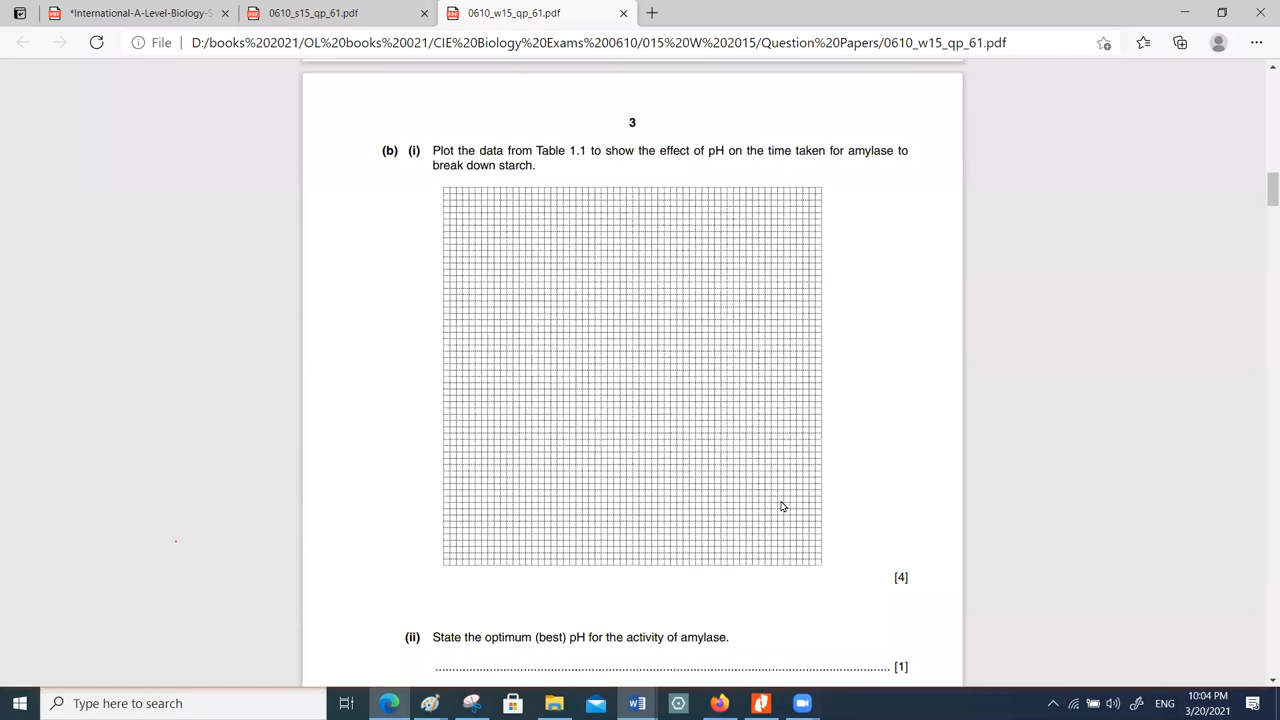 *International-A-Level-Biology-S
0610_s15_qp_61.pdf
0610_w15_qp_61.pdf
File
D:/books%202021/OL%20books%20021/CIE%20Biology%20Exams%200610/015%20W%202015/Question%20Papers/0610_w15_qp_61.pdf
3
(b) (i) Plot the data from Table 1.1 to show the effect of pH on the time taken for amylase to
break down starch.
[4]
(ii) State the optimum (best) pH for the activity of amylase.
[1]
Type here to search
ENG
10:04 PM
3/20/2021